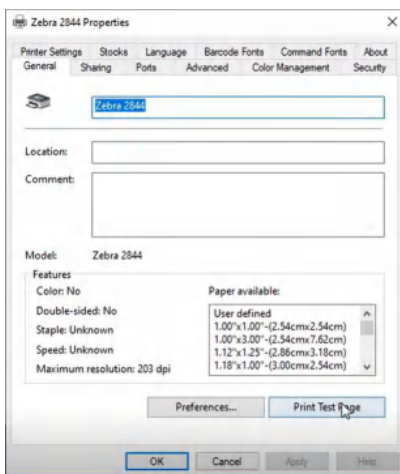 Zebra 2844 Properties
Printer Settings Stocks Language Barcode Fonts Command Fonts About
General Sharing Ports Advanced Color Management Security
Zebra 2844
Location:
Comment:
Model: Zebra 2844
Features
Color: No
Double-sided: No
Staple: Unknown
Speed: Unknown
Maximum resolution: 203 dpi
Paper available:
User defined
1.00"x1.00"-(2.54cmx2.54cm)
1.00"x3.00"-(2.54cmx7.62cm)
1.12"x1.25"-(2.86cmx3.18cm)
1.18"x1.00"-(3.00cmx2.54cm)
Preferences... Print Test Page
OK Cancel Apply Help